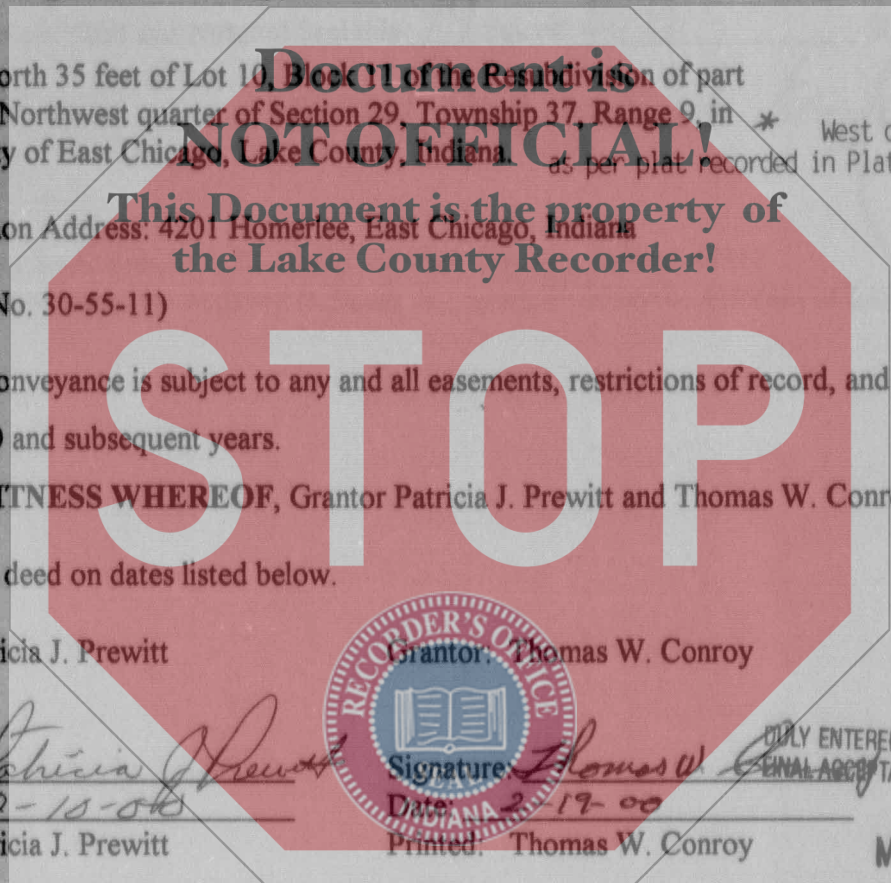 Document is
orth 35 feet of Lot 10, Block 11 of the Resubdivision of part
Northwest quarter of Section 29, Township 37, Range 9, in * West
NOT OFFICIAL!
y of East Chicago, Lake County, Indiana. as per plat recorded in Plat
This Document is the property of
on Address: 4201 Homerlee, East Chicago, Indiana
the Lake County Recorder!
No. 30-55-11)
STOP
onveyance is subject to any and all easements, restrictions of record, and
and subsequent years.
ITNESS WHEREOF, Grantor Patricia J. Prewitt and Thomas W. Conr
deed on dates listed below.
icia J. Prewitt Grantor: Thomas W. Conroy
RECORDER'S OFFICE
SEAL
INDIANA
Patricia J Prewitt Signature: Thomas W.
DULY ENTERE
FINAL ACCEPTA
Date: 2-19-00
icia J. Prewitt Printed: Thomas W. Conroy
M